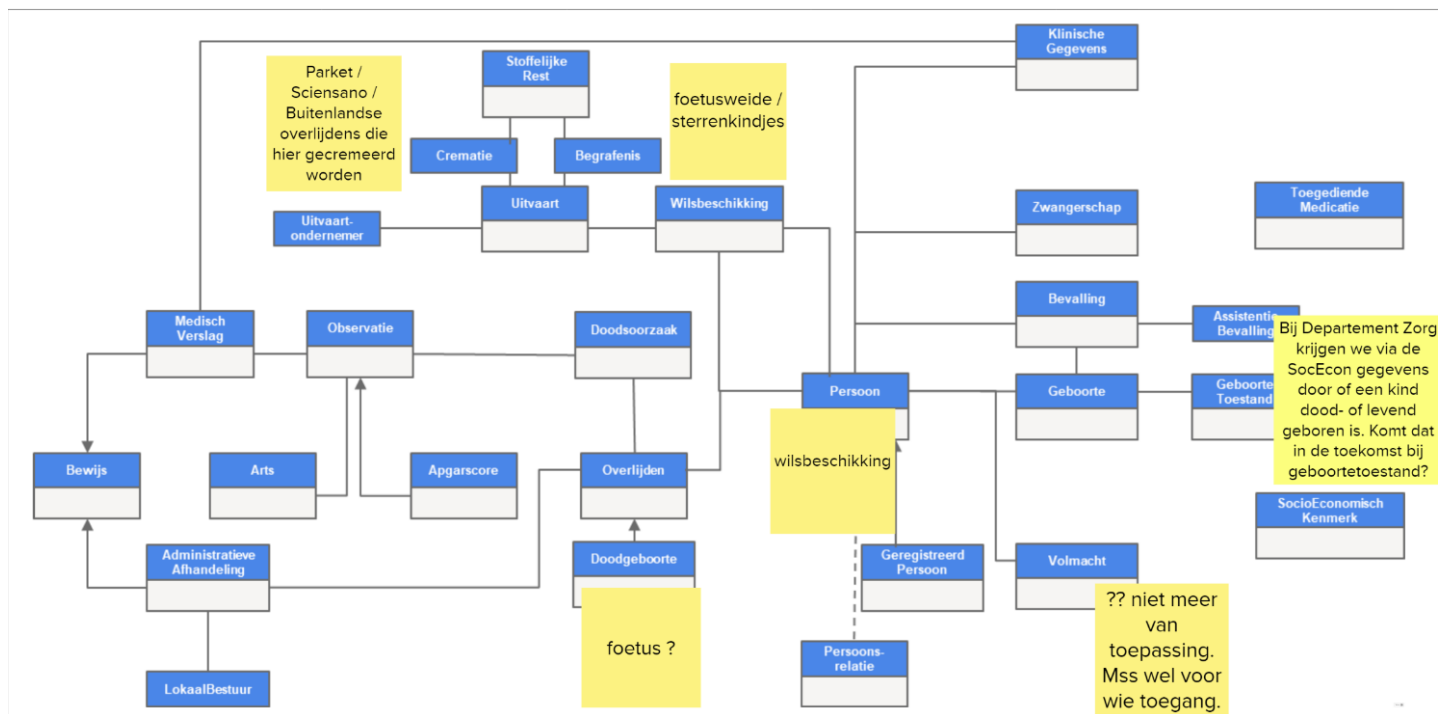 Klinische
Gegevens
Stoffelijke
Rest
Parket /
Sciensano /
Buitenlandse
overlijdens die
hier gecremeerd
worden
foetusweide /
sterrenkindjes
Crematie
Begrafenis
Uitvaart
Wilsbeschikking
Zwangerschap
Toegediende
Medicatie
Uitvaart-
ondernemer
Bevalling
Medisch
Verslag
Observatie
Doodsoorzaak
Assistentie
Bevalling
Bij Departement Zorg
krijgen we via de
SocEcon gegevens
door of een kind
dood- of levend
geboren is. Komt dat
in de toekomst bij
geboortetoestand?
Persoon
Geboorte
Geboorte
Toestand
wilsbeschikking
Bewijs
Arts
Apgarscore
Overlijden
SocioEconomisch
Kenmerk
Administratieve
Afhandeling
Doodgeboorte
Geregistreerd
Persoon
Volmacht
foetus ?
?? niet meer
van
toepassing.
Mss wel voor
wie toegang.
Persoons-
relatie
LokaalBestuur